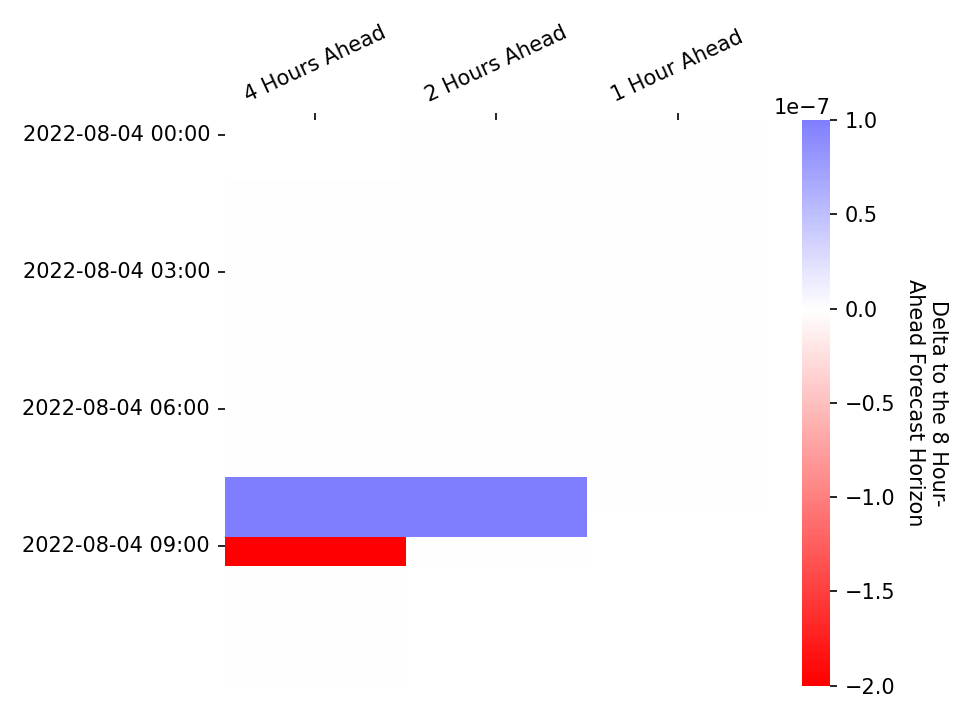 4 Hours Ahead
2 Hours Ahead
1 Hour Ahead
1e−7
2022-08-04 00:00
2022-08-04 03:00
2022-08-04 06:00
2022-08-04 09:00
1.0
0.5
0.0
−0.5
−1.0
−1.5
−2.0
Delta to the 8 Hour-
Ahead Forecast Horizon